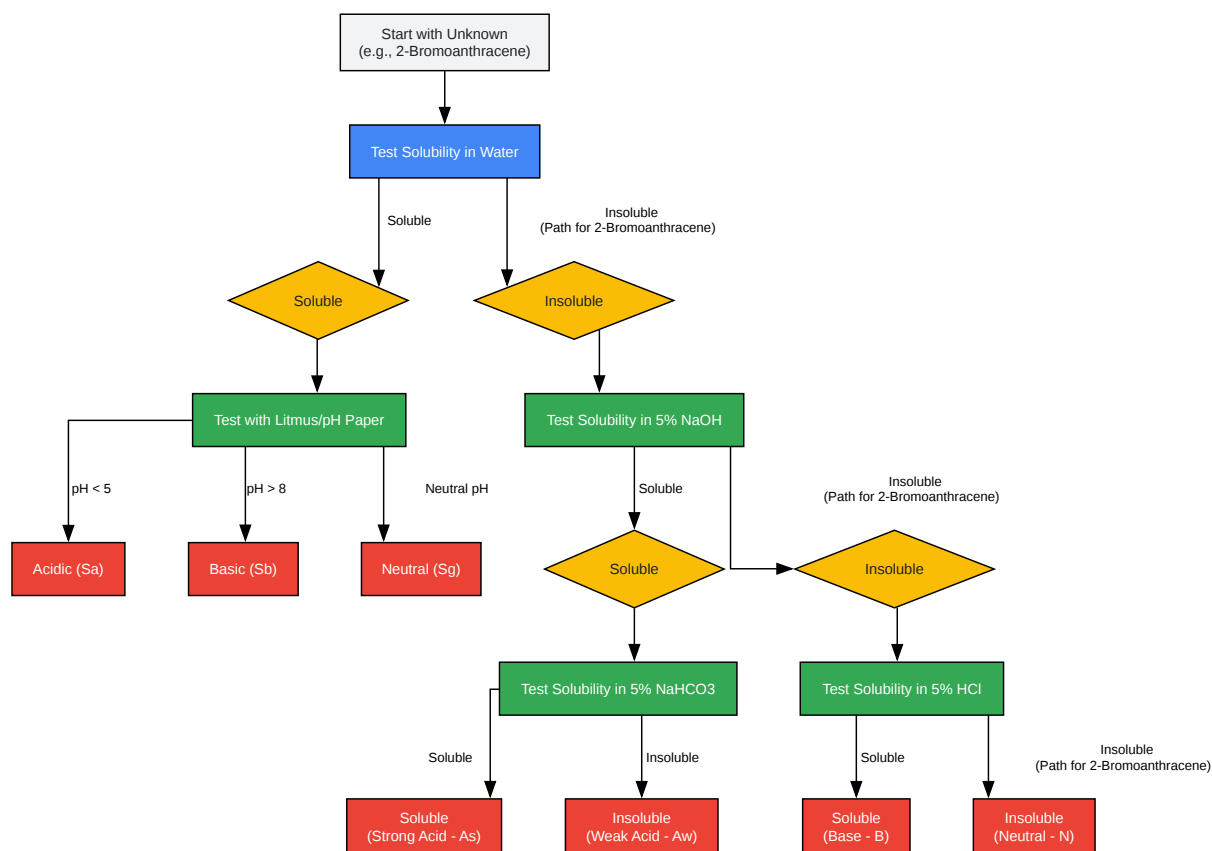 Start with Unknown
(e.g., 2-Bromoanthracene)
Test Solubility in Water
Soluble
Insoluble
(Path for 2-Bromoanthracene)
Soluble
Insoluble
Test with Litmus/pH Paper
Test Solubility in 5% NaOH
pH < 5
pH > 8
Neutral pH
Soluble
Insoluble
(Path for 2-Bromoanthracene)
Acidic (Sa)
Basic (Sb)
Neutral (Sg)
Soluble
Insoluble
Test Solubility in 5% NaHCO3
Test Solubility in 5% HCl
Soluble
Insoluble
Soluble
Insoluble
(Path for 2-Bromoanthracene)
Soluble
(Strong Acid - As)
Insoluble
(Weak Acid - Aw)
Soluble
(Base - B)
Insoluble
(Neutral - N)